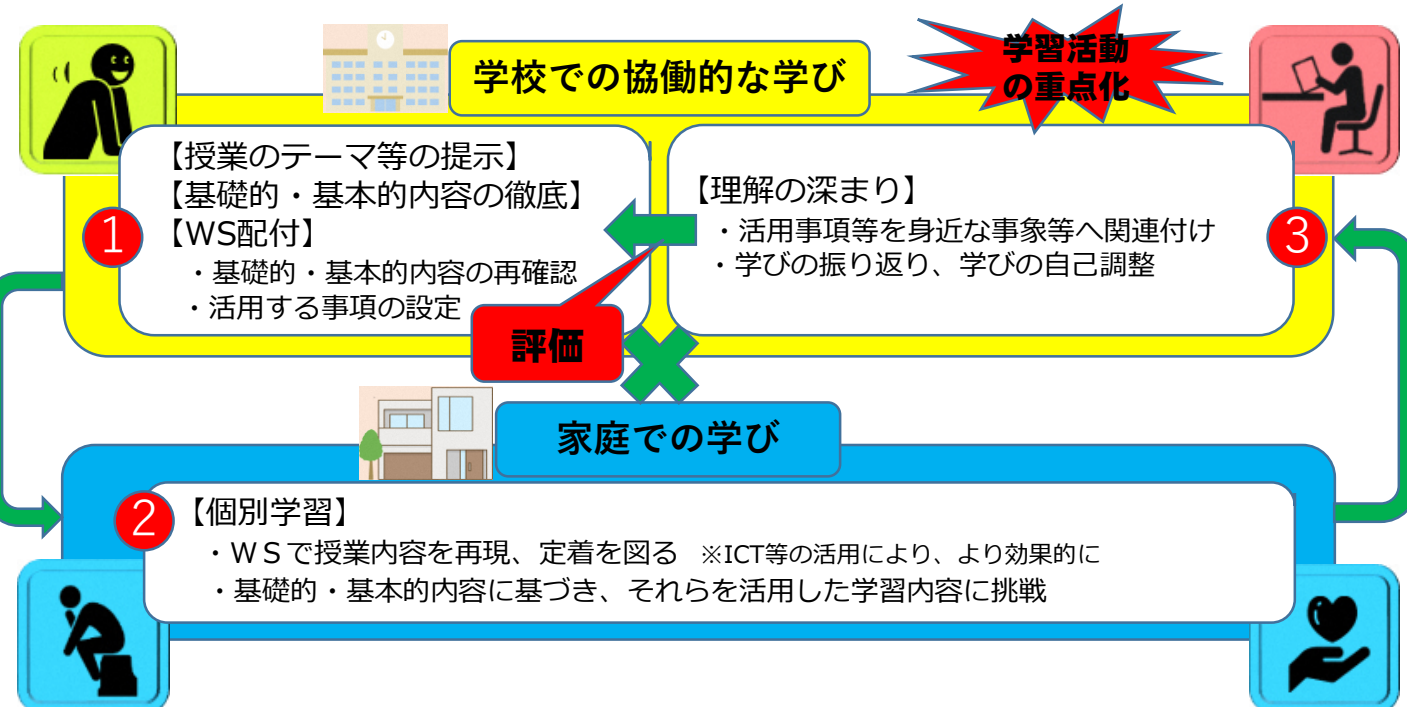 学校での協働的な学び
学習活動
の重点化
1
【授業のテーマ等の提示】
【基礎的・基本的内容の徹底】
【WS配付】
・基礎的・基本的内容の再確認
・活用する事項の設定
3
【理解の深まり】
・活用事項等を身近な事象等へ関連付け
・学びの振り返り、学びの自己調整
評価
家庭での学び
2
【個別学習】
・ＷＳで授業内容を再現、定着を図る ※ICT等の活用により、より効果的に
・基礎的・基本的内容に基づき、それらを活用した学習内容に挑戦